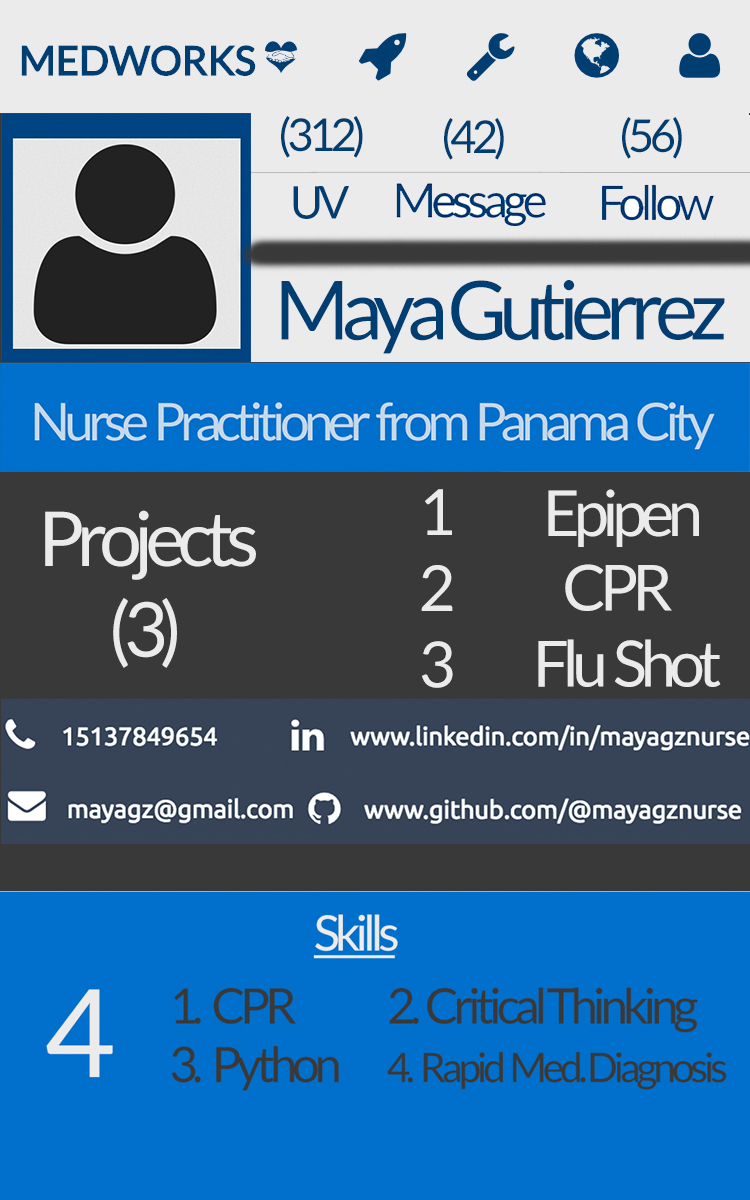 MEDWORKS
(312) (42) (56)
UV Message Follow
Maya Gutierrez
Nurse Practitioner from Panama City
Projects
(3)
1 Epipen
2 CPR
3 Flu Shot
15137849654 in www.linkedin.com/in/mayagznurse
mayagz@gmail.com www.github.com/@mayagznurse
Skills
4
1. CPR 2. Critical Thinking
3. Python 4. Rapid Med. Diagnosis